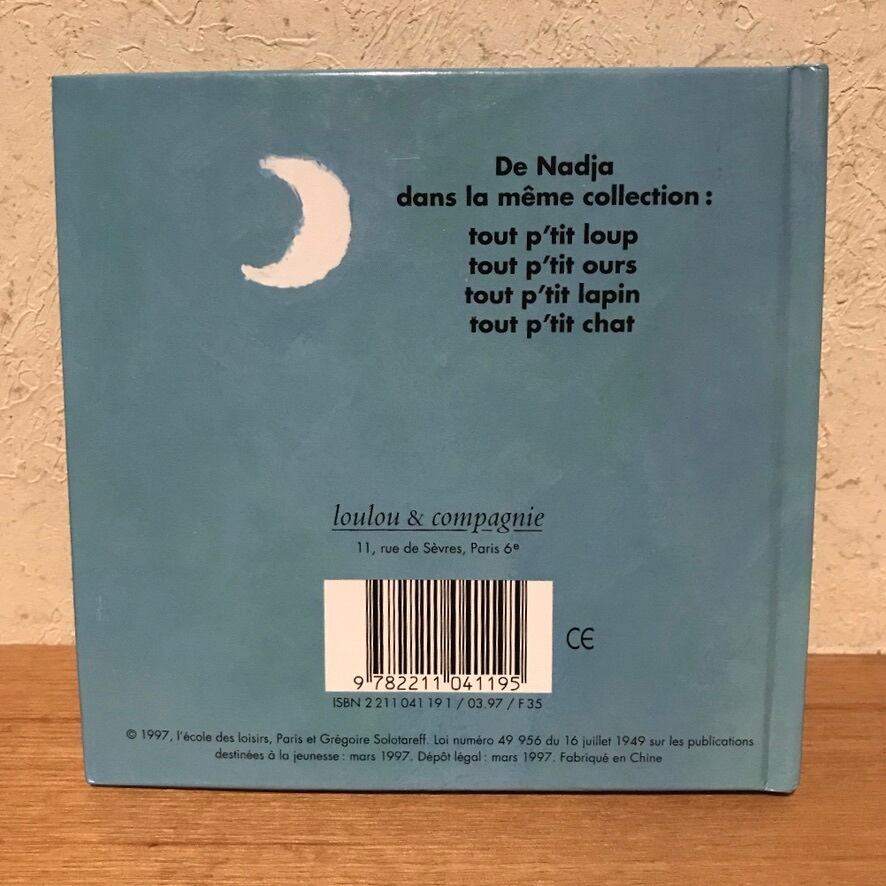 De Nadja
dans la même collection :
tout p'tit loup
tout p'tit ours
tout p'tit lapin
tout p'tit chat
loulou & compagnie
11, rue de Sèvres, Paris 6e
CE
9 782211 041195
ISBN 2 211 041 19 1 / 03.97 / F 35
© 1997, l'école des loisirs, Paris et Grégoire Solotareff. Loi numéro 49 956 du 16 juillet 1949 sur les publications
destinées à la jeunesse : mars 1997. Dépôt légal : mars 1997. Fabriqué en Chine